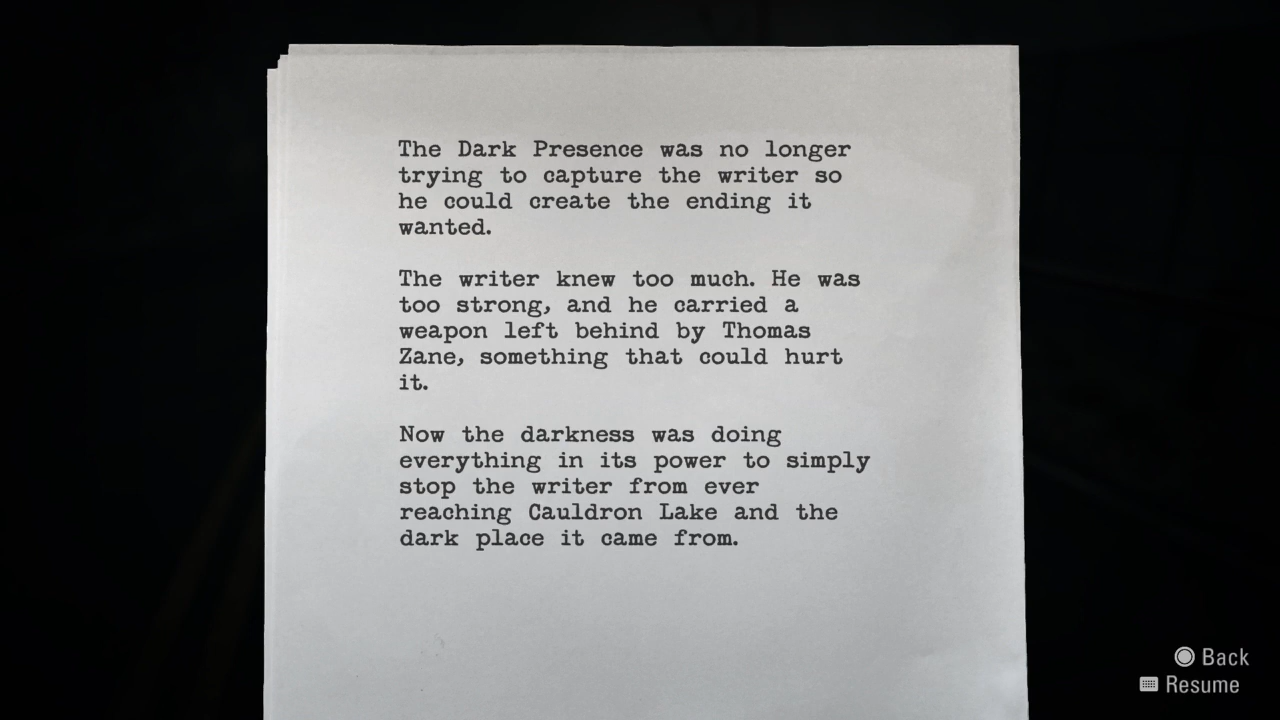 The Dark Presence was no longer
trying to capture the writer so
he could create the ending it
wanted.
The writer knew too much. He was
too strong, and he carried a
weapon left behind by Thomas
Zane, something that could hurt
it.
Now the darkness was doing
everything in its power to simply
stop the writer from ever
reaching Cauldron Lake and the
dark place it came from.
Back
Resume